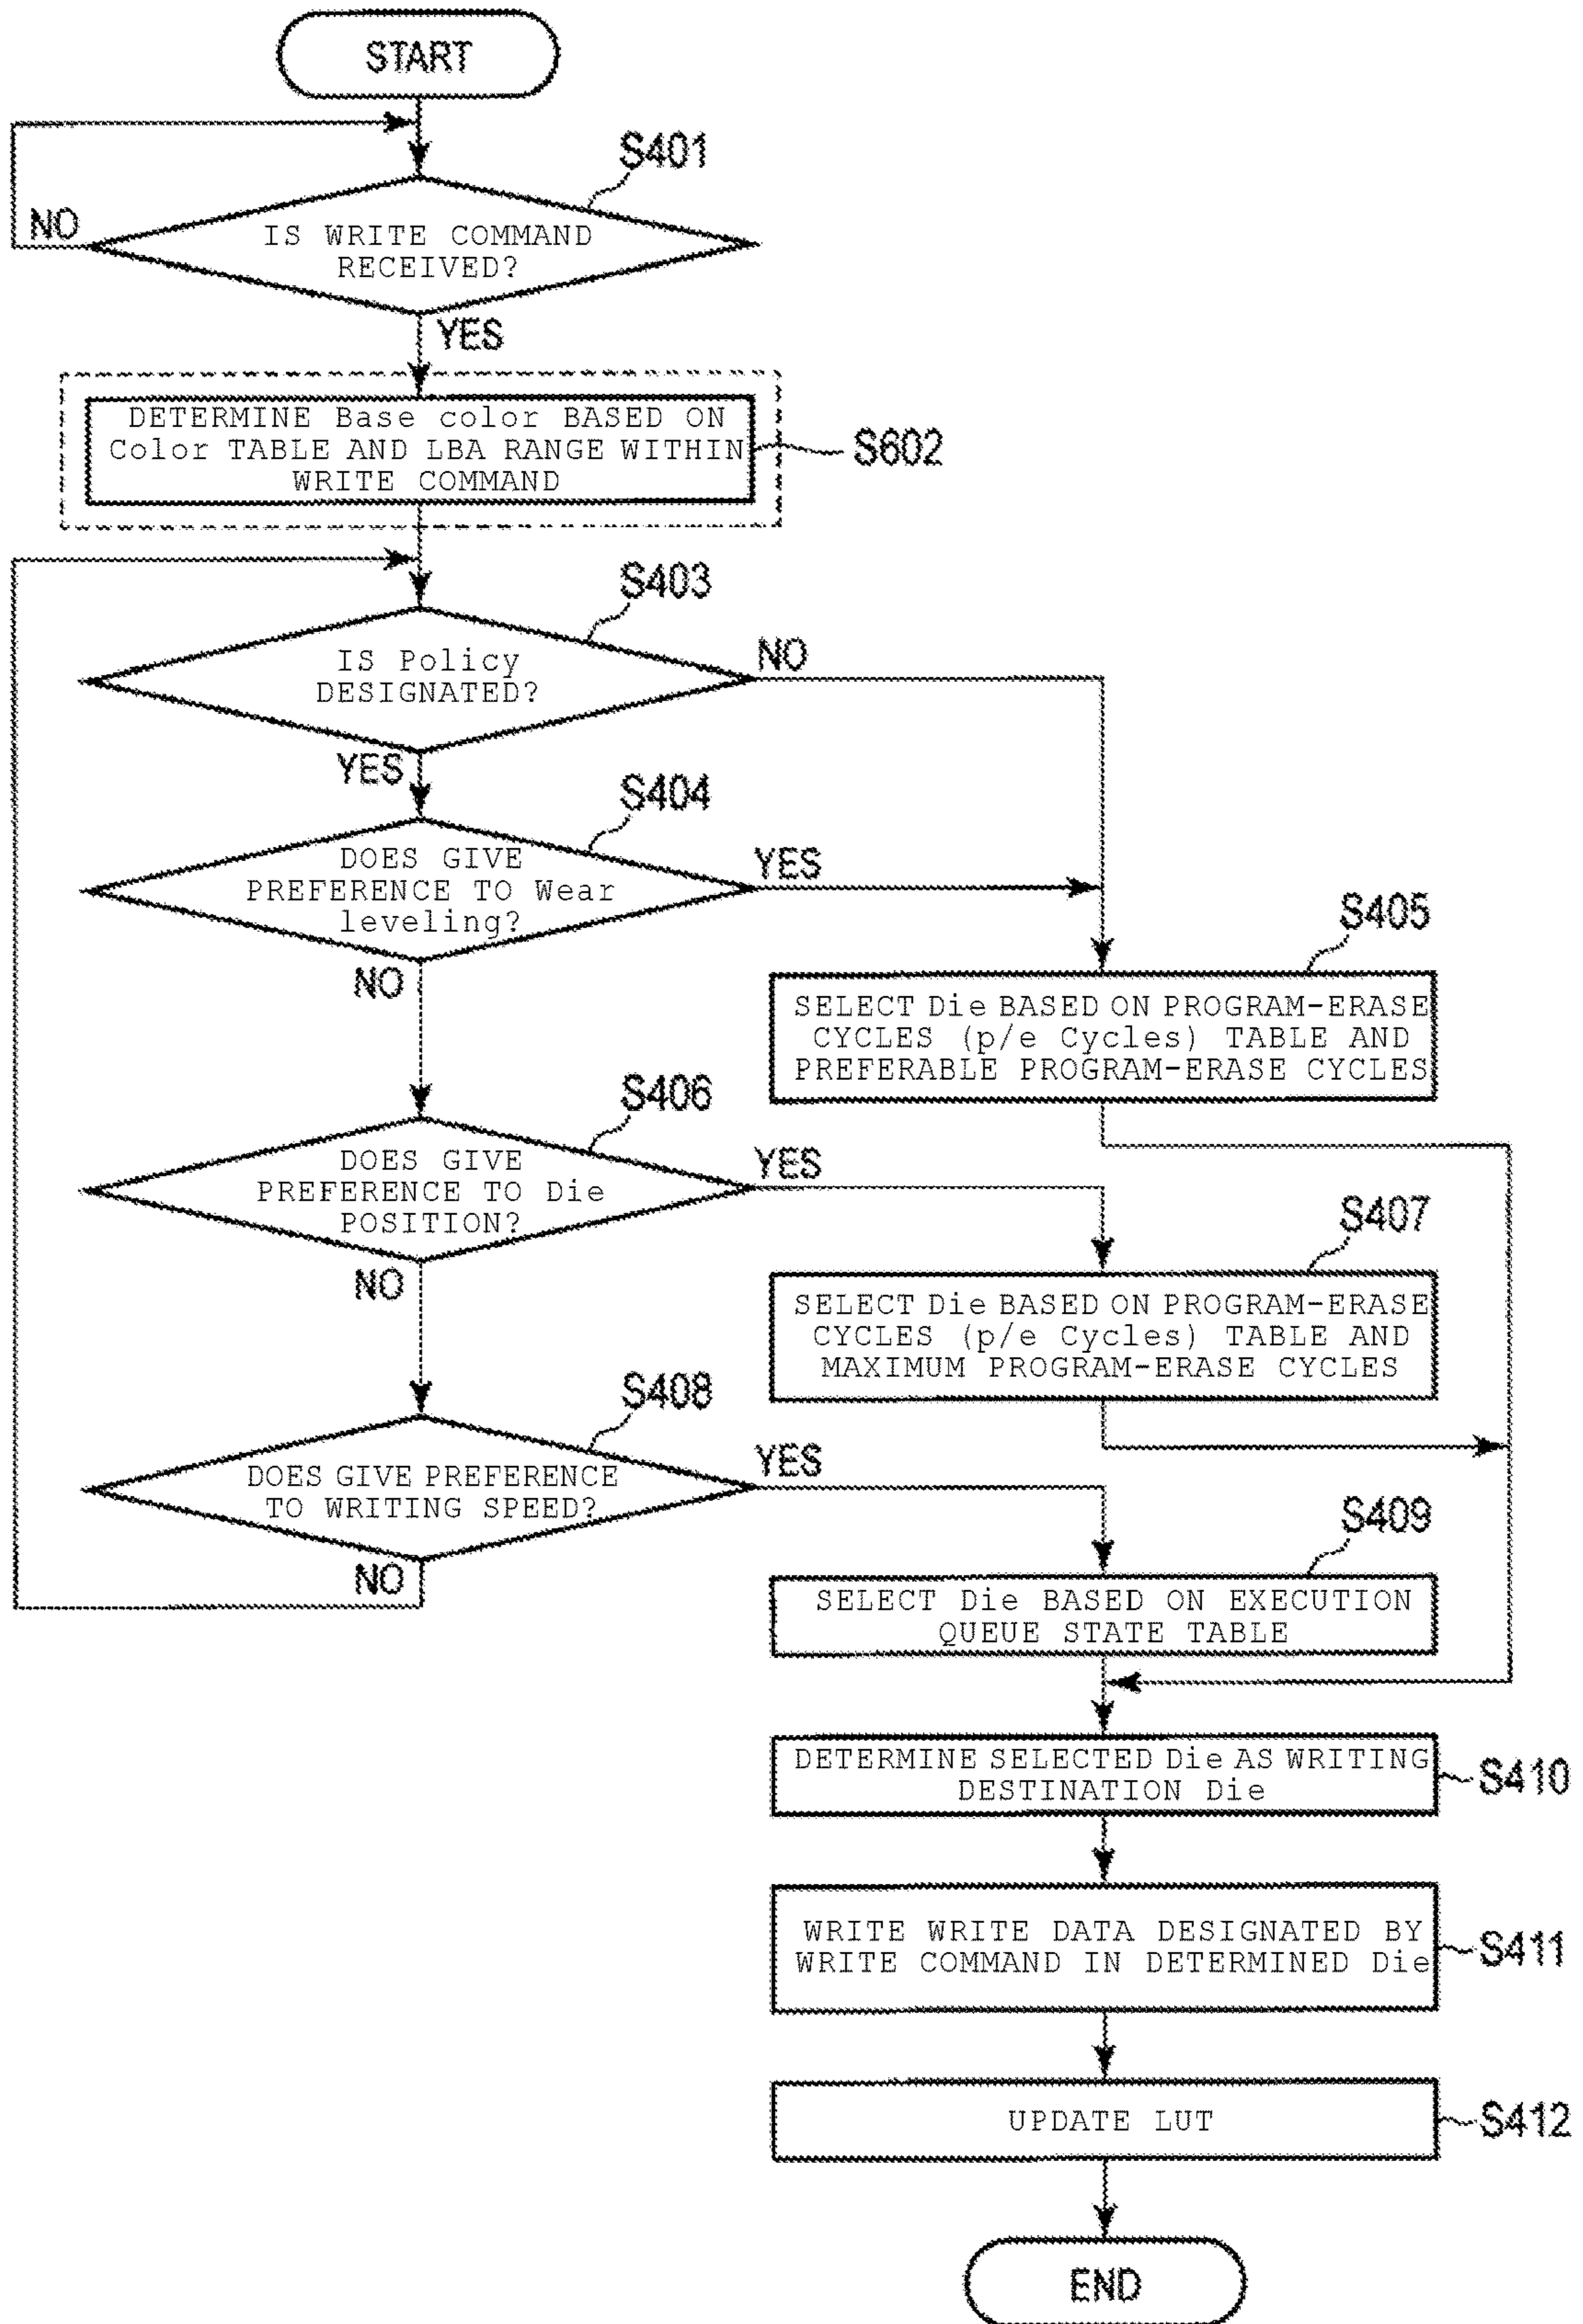 START
S401
NO
IS WRITE COMMAND
RECEIVED?
YES
DETERMINE Base color BASED ON
Color TABLE AND LBA RANGE WITHIN
WRITE COMMAND
S602
S403
IS Policy
DESIGNATED?
NO
YES
S404
DOES GIVE
PREFERENCE TO Wear
leveling?
YES
NO
S405
SELECT Die BASED ON PROGRAM-ERASE
CYCLES (p/e Cycles) TABLE AND
PREFERABLE PROGRAM-ERASE CYCLES
S406
DOES GIVE
PREFERENCE TO Die
POSITION?
YES
NO
S407
SELECT Die BASED ON PROGRAM-ERASE
CYCLES (p/e Cycles) TABLE AND
MAXIMUM PROGRAM-ERASE CYCLES
S408
DOES GIVE PREFERENCE
TO WRITING SPEED?
YES
NO
S409
SELECT Die BASED ON EXECUTION
QUEUE STATE TABLE
DETERMINE SELECTED Die AS WRITING
DESTINATION Die
S410
WRITE WRITE DATA DESIGNATED BY
WRITE COMMAND IN DETERMINED Die
S411
UPDATE LUT
S412
END